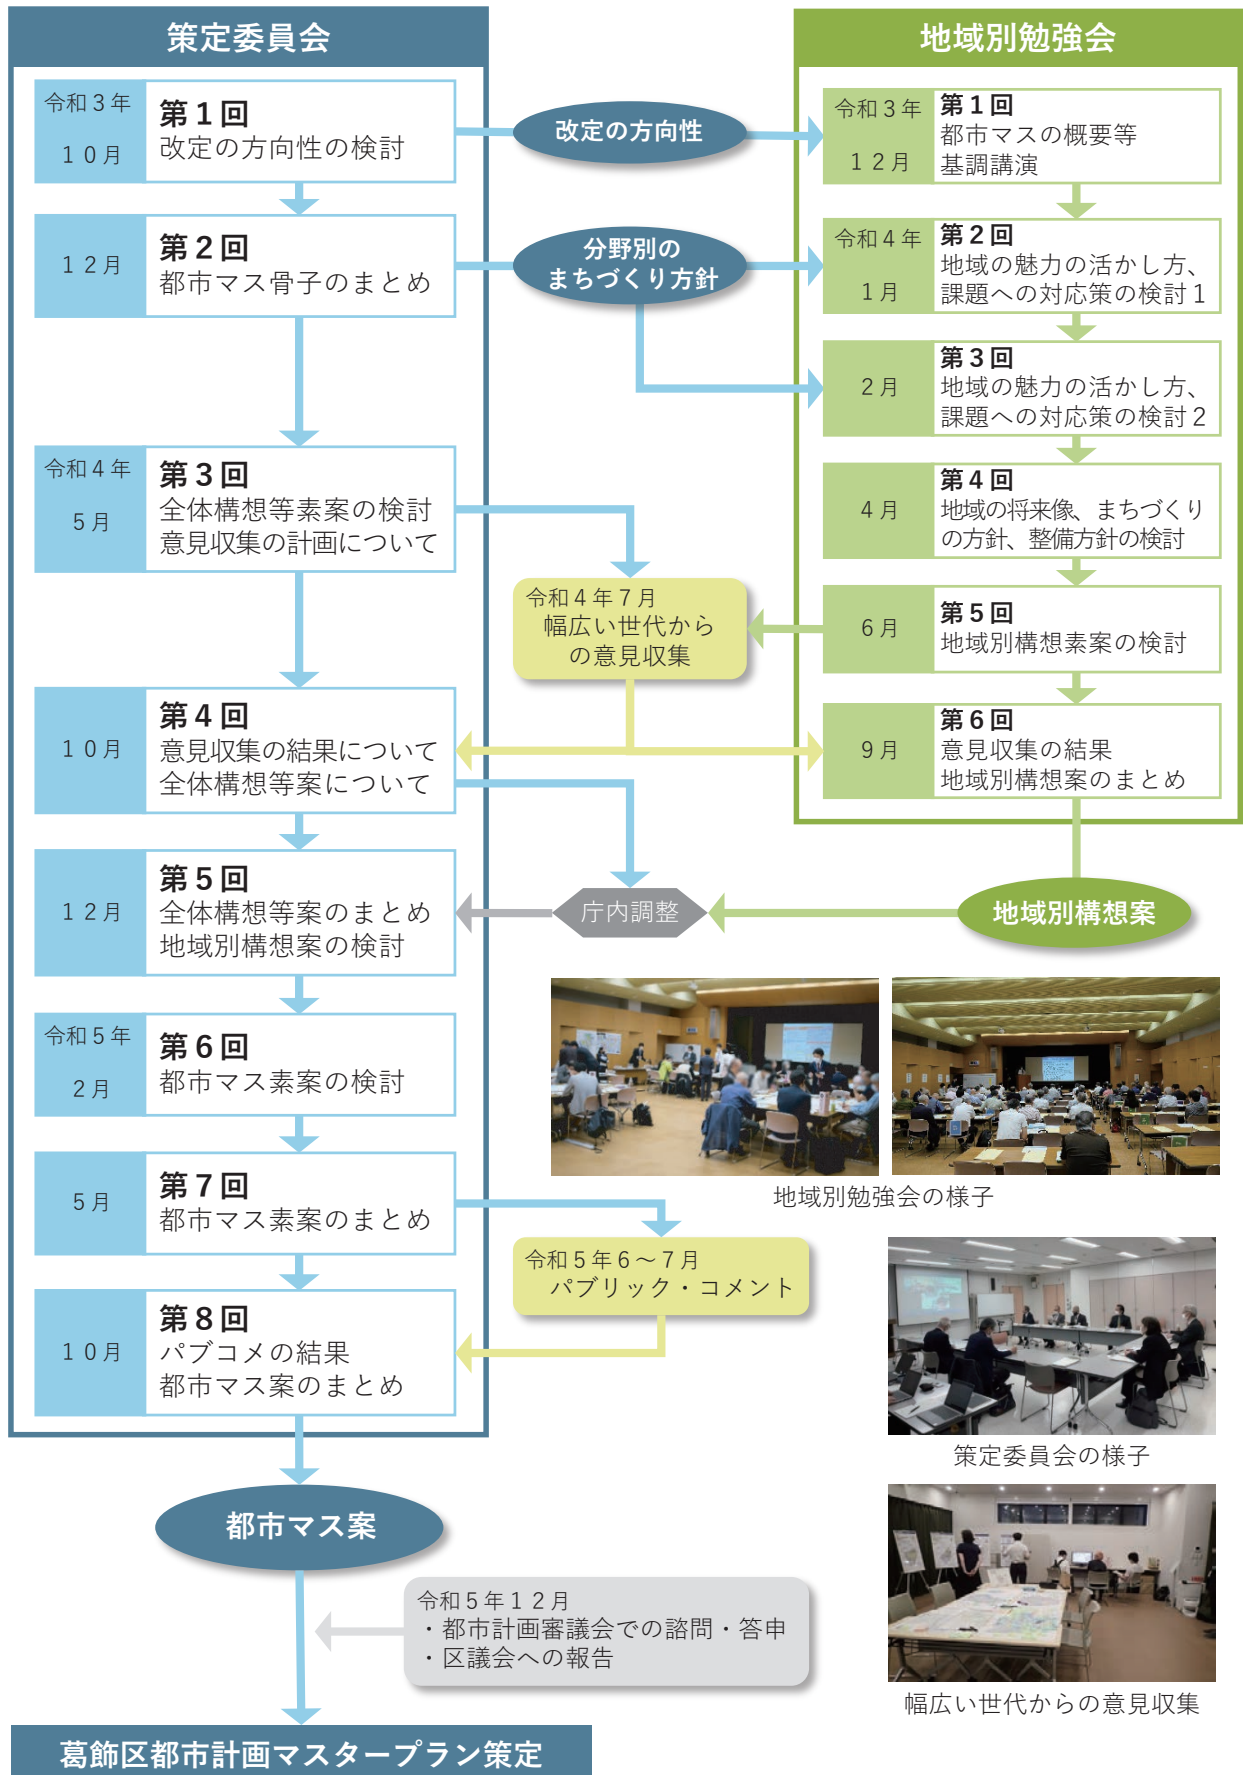 策定委員会
令和3年
10月
第1回
改定の方向性の検討
12月
第2回
都市マス骨子のまとめ
令和4年
5月
第3回
全体構想等素案の検討
意見収集の計画について
10月
第4回
意見収集の結果について
全体構想等案について
12月
第5回
全体構想等案のまとめ
地域別構想案の検討
令和5年
2月
第6回
都市マス素案の検討
5月
第7回
都市マス素案のまとめ
10月
第8回
パブコメの結果
都市マス案のまとめ
改定の方向性
分野別の
まちづくり方針
令和4年7月
幅広い世代から
の意見収集
庁内調整
令和5年6～7月
パブリック・コメント
地域別勉強会
令和3年
12月
第1回
都市マスの概要等
基調講演
令和4年
1月
第2回
地域の魅力の活かし方、
課題への対応策の検討1
2月
第3回
地域の魅力の活かし方、
課題への対応策の検討2
4月
第4回
地域の将来像、まちづくり
の方針、整備方針の検討
6月
第5回
地域別構想素案の検討
9月
第6回
意見収集の結果
地域別構想案のまとめ
地域別構想案
地域別勉強会の様子
策定委員会の様子
幅広い世代からの意見収集
都市マス案
令和5年12月
・都市計画審議会での諮問・答申
・区議会への報告
葛飾区都市計画マスタープラン策定